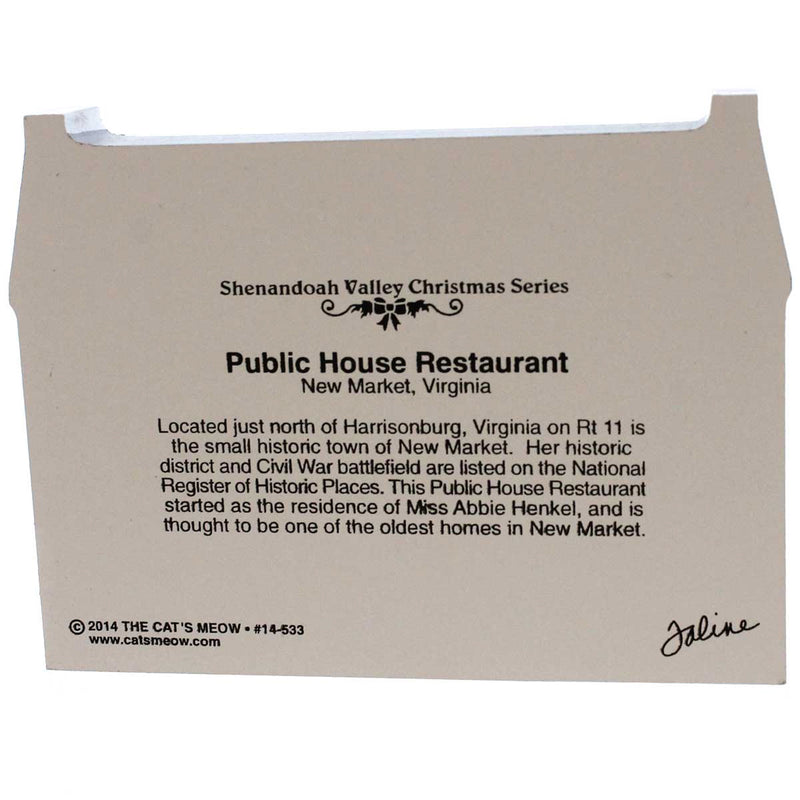 Shenandoah Valley Christmas Series
Public House Restaurant
New Market, Virginia
Located just north of Harrisonburg, Virginia on Rt 11 is
the small historic town of New Market. Her historic
district and Civil War battlefield are listed on the National
Register of Historic Places. This Public House Restaurant
started as the residence of Miss Abbie Henkel, and is
thought to be one of the oldest homes in New Market.
© 2014 THE CAT'S MEOW • #14-533
www.catsmeow.com
Jaline